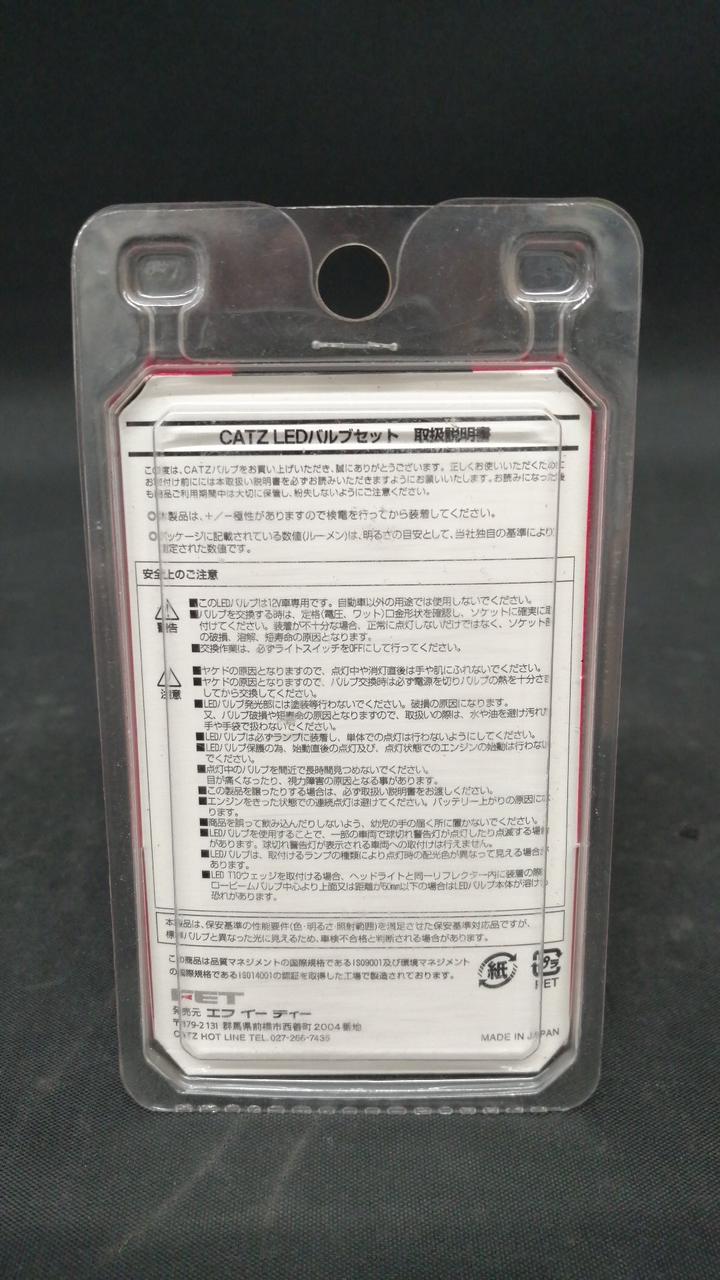 CATZ LEDバルブセット 取扱説明書
この度は、CATZバルブをお買い上げいただき、誠にありがとうございます。正しくお使いいただくために
お取付け前には本取扱い説明書を必ずお読みいただきますようにお願いいたします。お読みになった後
も商品ご利用期間中は大切に保管し、紛失しないようにご注意ください。
◎本製品は、+/-極性がありますので検電を行ってから装着してください。
◎パッケージに記載されている数値(ルーメン)は、明るさの目安として、当社独自の基準により
測定された数値です。
安全上のご注意
警告
■このLEDバルブは12V車専用です。自動車以外の用途では使用しないでください。
■バルブを交換する時は、定格(電圧、ワット)口金形状を確認し、ソケットに確実に取
付けてください。装着が不十分な場合、正常に点灯しないだけではなく、ソケット
の破損、溶解、短寿命の原因となります。
■交換作業は、必ずライトスイッチをOFFにして行ってください。
注意
■ヤケドの原因となりますので、点灯中や消灯直後は手や肌にふれないでください。
■ヤケドの原因となりますので、バルブ交換時は必ず電源を切りバルブの熱を十分さま
してから交換してください。
■LEDバルブ発光部には塗装等行わないでください。破損の原因になります。
又、バルブ破損や短寿命の原因となりますので、取扱いの際は、水や油を避け汚れた
手や手袋で扱わないでください。
■LEDバルブは必ずランプに装着し、単体での点灯は行わないようにしてください。
■LEDバルブ保護の為、始動直後の点灯及び、点灯状態でのエンジンの始動は行わない
でください。
■点灯中のバルブを間近で長時間見つめないでください。
目が痛くなったり、視力障害の原因となる事があります。
■この製品を譲ったりする場合は、必ず取扱い説明書をお渡しください。
■エンジンをきった状態での連続点灯は避けてください。バッテリー上がりの原因にな
ります。
■商品を誤って飲み込んだりしないよう、幼児の手の届く所に置かないでください。
■LEDバルブを使用することで、一部の車両で球切れ警告灯が点灯したり点滅する場合
があります。球切れ警告灯が表示される車両への取付けは行えません。
■LEDバルブは、取付けるランプの種類により点灯時の配光色が異なって見える場合が
あります。
■LED T10ウェッジを取付ける場合、ヘッドライトと同一リフレクター内に装着の際
ロービームバルブ中心より上面又は距離が50mm以下の場合はLEDバルブ本体が溶ける
恐れがあります。
本商品は、保安基準の性能要件(色・明るさ・照射範囲)を満足させた保安基準対応品ですが、
標準バルブと異なった光に見えるため、車検不合格と判断される場合があります。
この商品は品質マネジメントの国際規格であるISO9001及び環境マネジメント
の国際規格であるISO14001の認証を取得した工場で製造されております。
紙
プラ
PET
FET
発売元 エフ イー ティー
〒379-2131 群馬県前橋市西善町2004番地
CATZ HOT LINE TEL.027-266-7435
MADE IN JAPAN